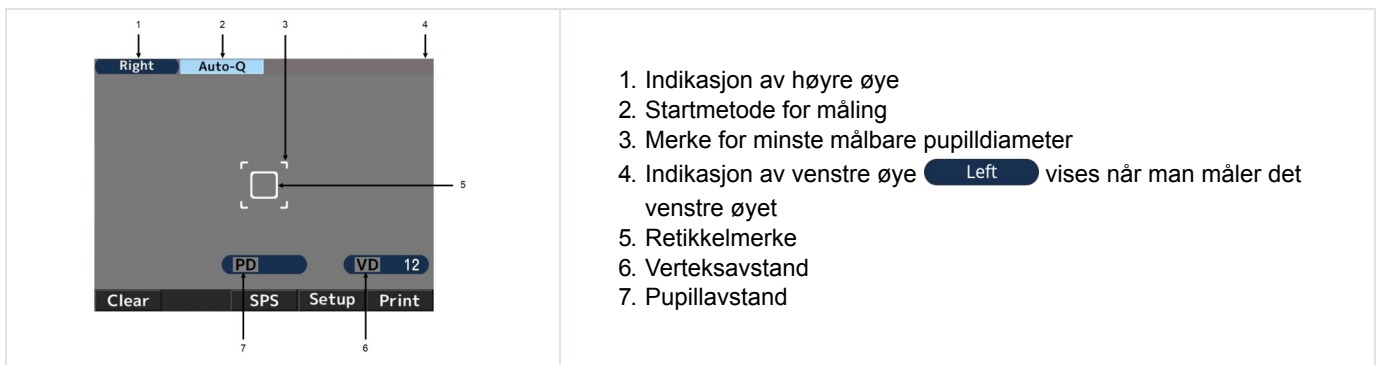 1 2 3 4
Right Auto-Q
5
PD VD 12
Clear SPS Setup Print
7 6
1. Indikasjon av høyre øye
2. Startmetode for måling
3. Merke for minste målbare pupilldiameter
4. Indikasjon av venstre øye Left vises når man måler det
venstre øyet
5. Retikkelmerke
6. Verteksavstand
7. Pupillavstand